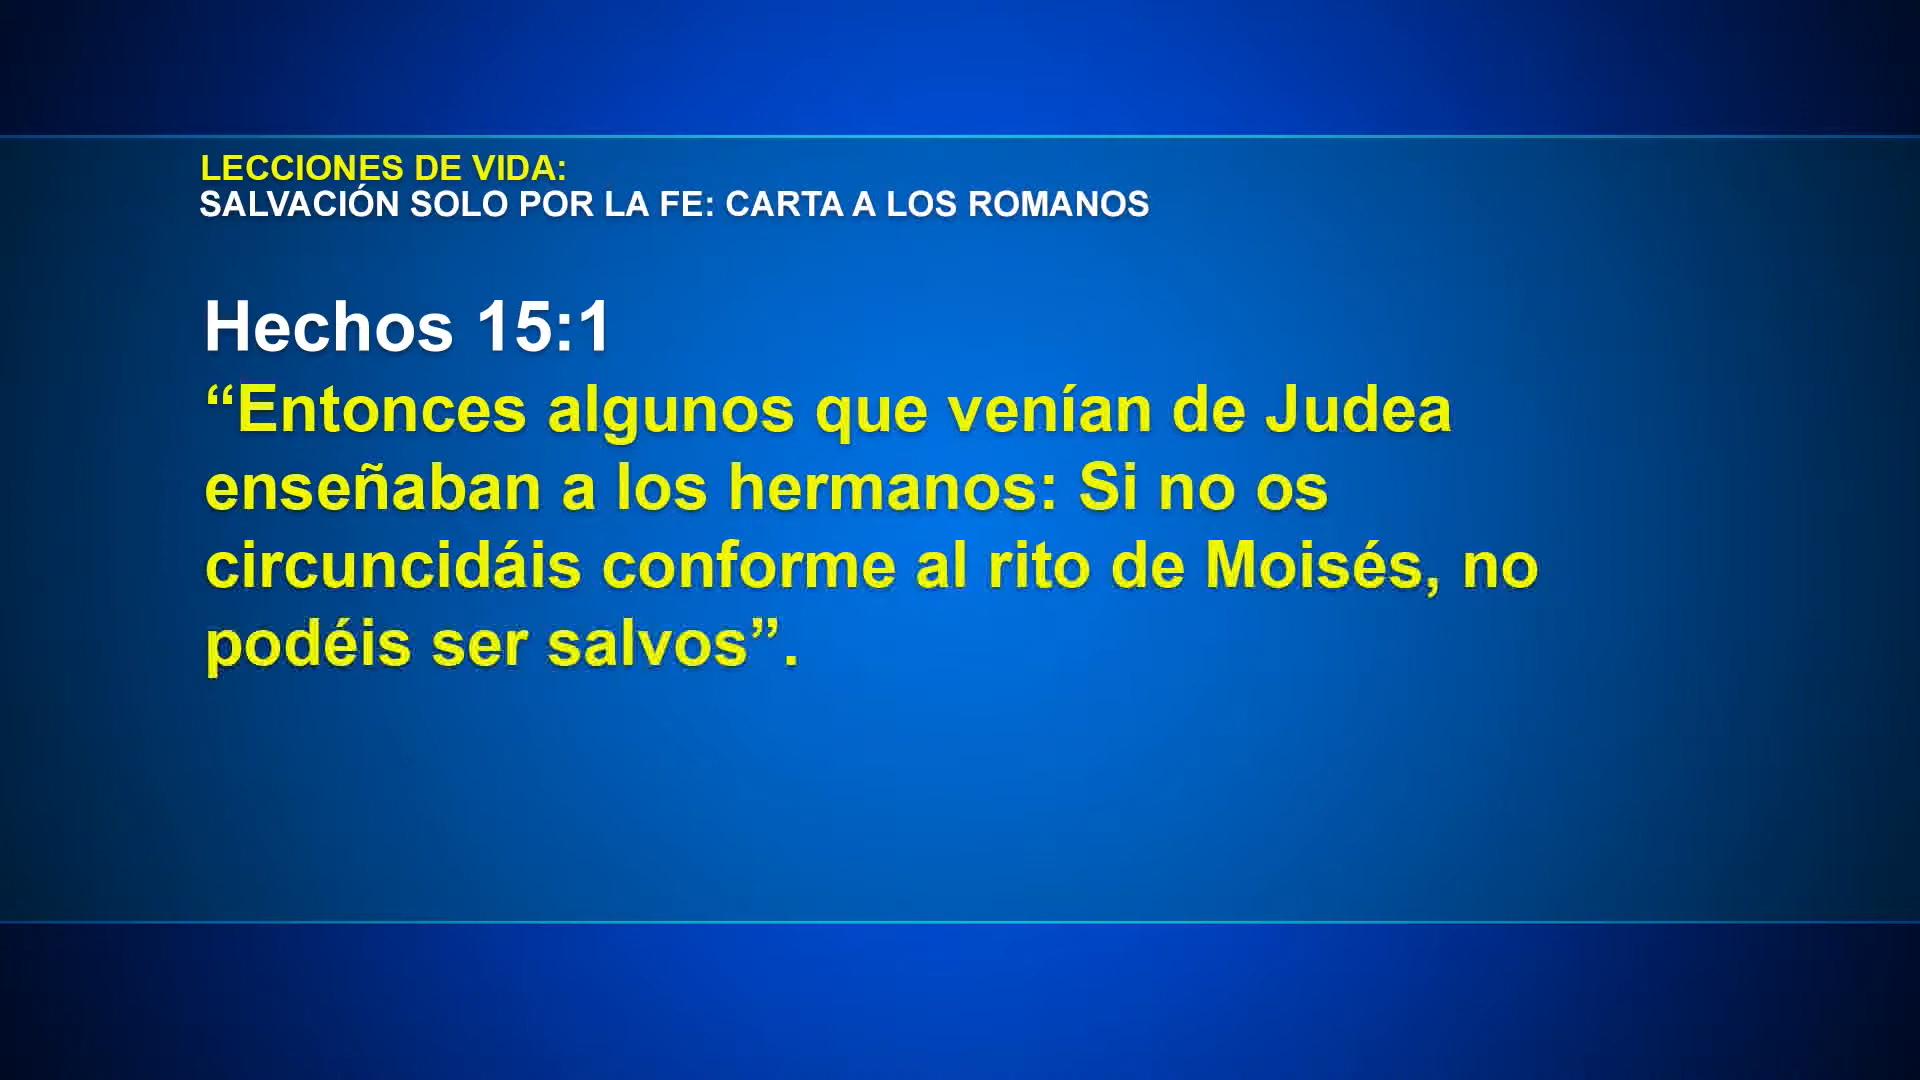 LECCIONES DE VIDA:
SALVACIÓN SOLO POR LA FE: CARTA A LOS ROMANOS
Hechos 15:1
“Entonces algunos que venían de Judea
enseñaban a los hermanos: Si no os
circuncidáis conforme al rito de Moisés, no
podéis ser salvos”.